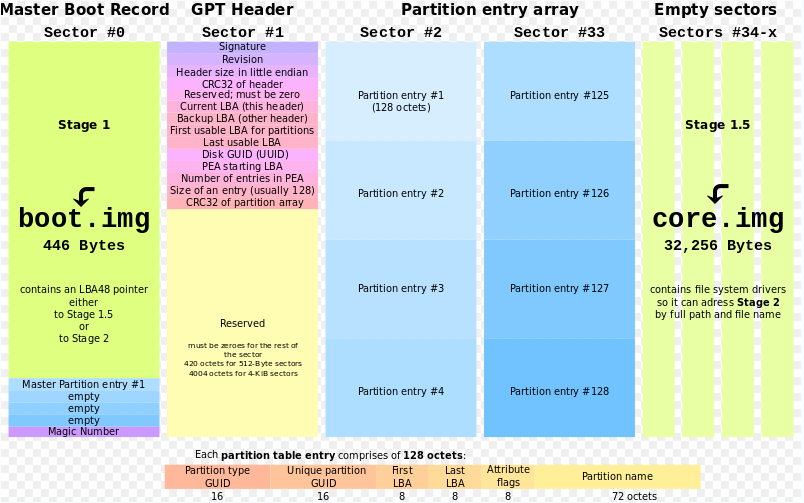 Master Boot Record
GPT Header
Partition entry array
Empty sectors
Sector #0
Sector #1
Sector #2
Sector #33
Sectors #34-x
Stage 1
boot.img
446 Bytes
contains an LBA48 pointer
either
to Stage 1.5
or
to Stage 2
Master Partition entry #1
empty
empty
empty
Magic Number
Signature
Revision
Header size in little endian
CRC32 of header
Reserved; must be zero
Current LBA (this header)
Backup LBA (other header)
First usable LBA for partitions
Last usable LBA
Disk GUID (UUID)
PEA starting LBA
Number of entries in PEA
Size of an entry (usually 128)
CRC32 of partition array
Reserved
must be zeroes for the rest of
the sector
420 octets for 512-Byte sectors
4004 octets for 4-KiB sectors
Partition entry #1
(128 octets)
Partition entry #2
Partition entry #3
Partition entry #4
Partition entry #125
Partition entry #126
Partition entry #127
Partition entry #128
Stage 1.5
core.img
32,256 Bytes
contains file system drivers
so it can adress Stage 2
by full path and file name
Each partition table entry comprises of 128 octets:
Partition type
GUID
Unique partition
GUID
First
LBA
Last
LBA
Attribute
flags
Partition name
16
16
8
8
8
72 octets